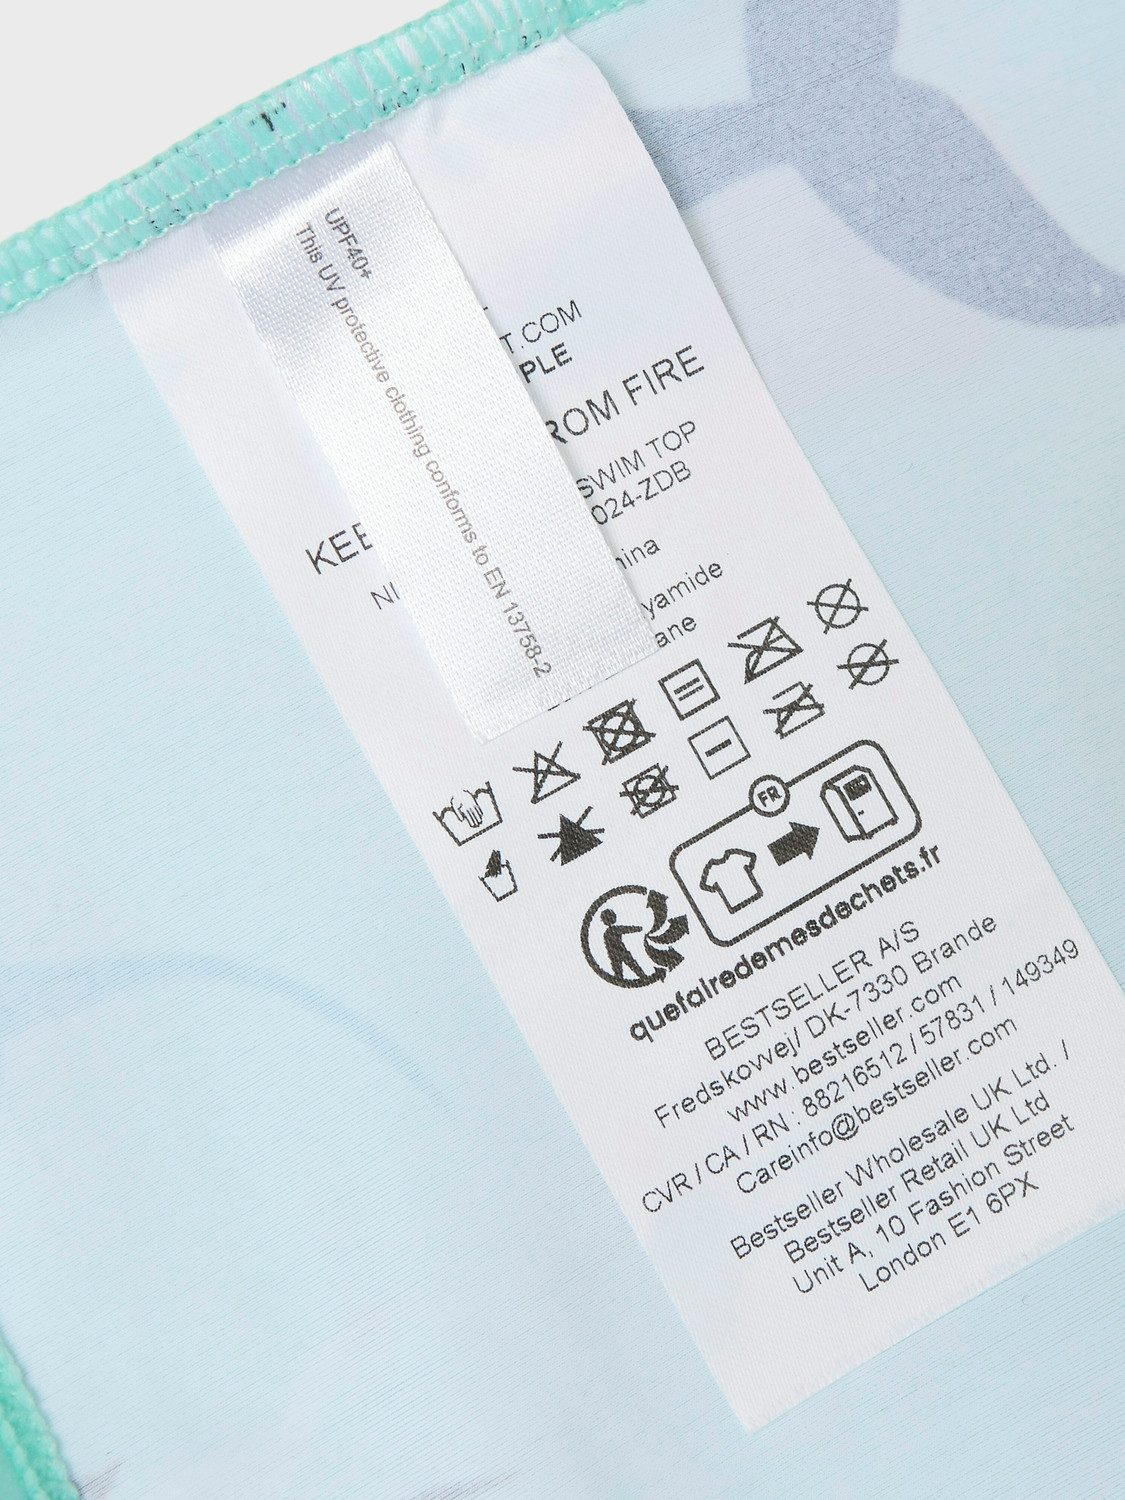 UPF40+
This UV protective clothing conforms to EN 13758-2
T.COM
PLE
KEE ROM FIRE
NI SWIM TOP
024-ZDB
hina
yamide
ane
FR
quefairedemesdechets.fr
BESTSELLER A/S
Fredskovvej/ DK-7330 Brande
www.bestseller.com
CVR / CA / RN : 88216512 / 57831 / 149349
Careinfo@bestseller.com
Bestseller Wholesale UK Ltd. /
Bestseller Retail UK Ltd
Unit A, 10 Fashion Street
London E1 6PX